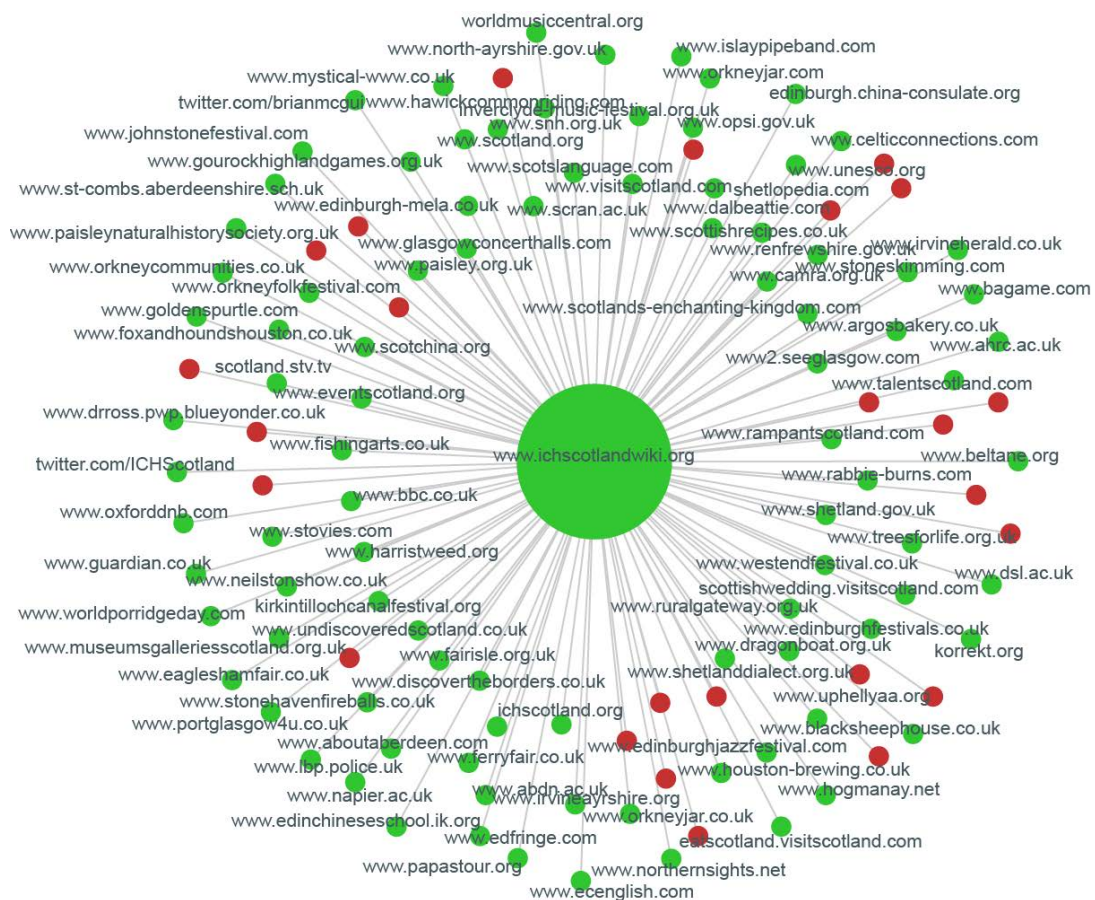 worldmusiccentral.org
www.north-ayrshire.gov.uk
www.islaypipeband.com
www.mystical-www.co.uk
www.orkneyjar.com
edinburgh.china-consulate.org
twitter.com/brianmcgui
www.hawickcommonriding.com
inverclyde-music-festival.org.uk
www.snh.org.uk
www.opsi.gov.uk
www.johnstonefestival.com
www.scotland.org
www.celticconnections.com
www.gourockhighlandgames.org.uk
www.scotslanguage.com
www.unesco.org
www.st-combs.aberdeenshire.sch.uk
www.visitscotland.com
shetlopedia.com
www.edinburgh-mela.co.uk
www.scran.ac.uk
www.dalbeattie.com
www.paisleynaturalhistorysociety.org.uk
www.glasgowconcerthalls.com
www.scottishrecipes.co.uk
www.renfrewshire.gov.uk
www.irvineherald.co.uk
www.orkneycommunities.co.uk
www.paisley.org.uk
www.camra.org.uk
www.stoneskimming.com
www.orkneyfolkfestival.com
www.bagame.com
www.goldenspurtle.com
www.scotlands-enchanting-kingdom.com
www.foxandhoundshouston.co.uk
www.argosbakery.co.uk
www.scotchina.org
www.ahrc.ac.uk
scotland.stv.tv
www2.seeglasgow.com
www.eventscotland.org
www.talentscotland.com
www.drross.pwp.blueyonder.co.uk
www.fishingarts.co.uk
www.rampantscotland.com
www.ichscotlandwiki.org
www.beltane.org
twitter.com/ICHScotland
www.rabbie-burns.com
www.bbc.co.uk
www.oxforddnb.com
www.shetland.gov.uk
www.stovies.com
www.treesforlife.org.uk
www.harristweed.org
www.guardian.co.uk
www.westendfestival.co.uk
www.dsl.ac.uk
www.neilstonshow.co.uk
scottishwedding.visitscotland.com
www.worldporridgeday.com
kirkintillochcanalfestival.org
www.ruralgateway.org.uk
www.undiscoveredscotland.co.uk
www.edinburghfestivals.co.uk
www.museumsgalleriesscotland.org.uk
www.fairisle.org.uk
www.dragonboat.org.uk
korrekt.org
www.eagleshamfair.co.uk
www.discovertheborders.co.uk
www.shetlanddialect.org.uk
www.stonehavenfireballs.co.uk
www.uphellyaa.org
www.portglasgow4u.co.uk
ichscotland.org
www.blacksheephouse.co.uk
www.aboutaberdeen.com
www.edinburghjazzfestival.com
www.lbp.police.uk
www.ferryfair.co.uk
www.houston-brewing.co.uk
www.napier.ac.uk
www.abdn.ac.uk
www.hogmanay.net
www.irvineayrshire.org
www.edinchineseschool.ik.org
www.orkneyjar.co.uk
www.edfringe.com
eatscotland.visitscotland.com
www.papastour.org
www.northernsights.net
www.ecenglish.com